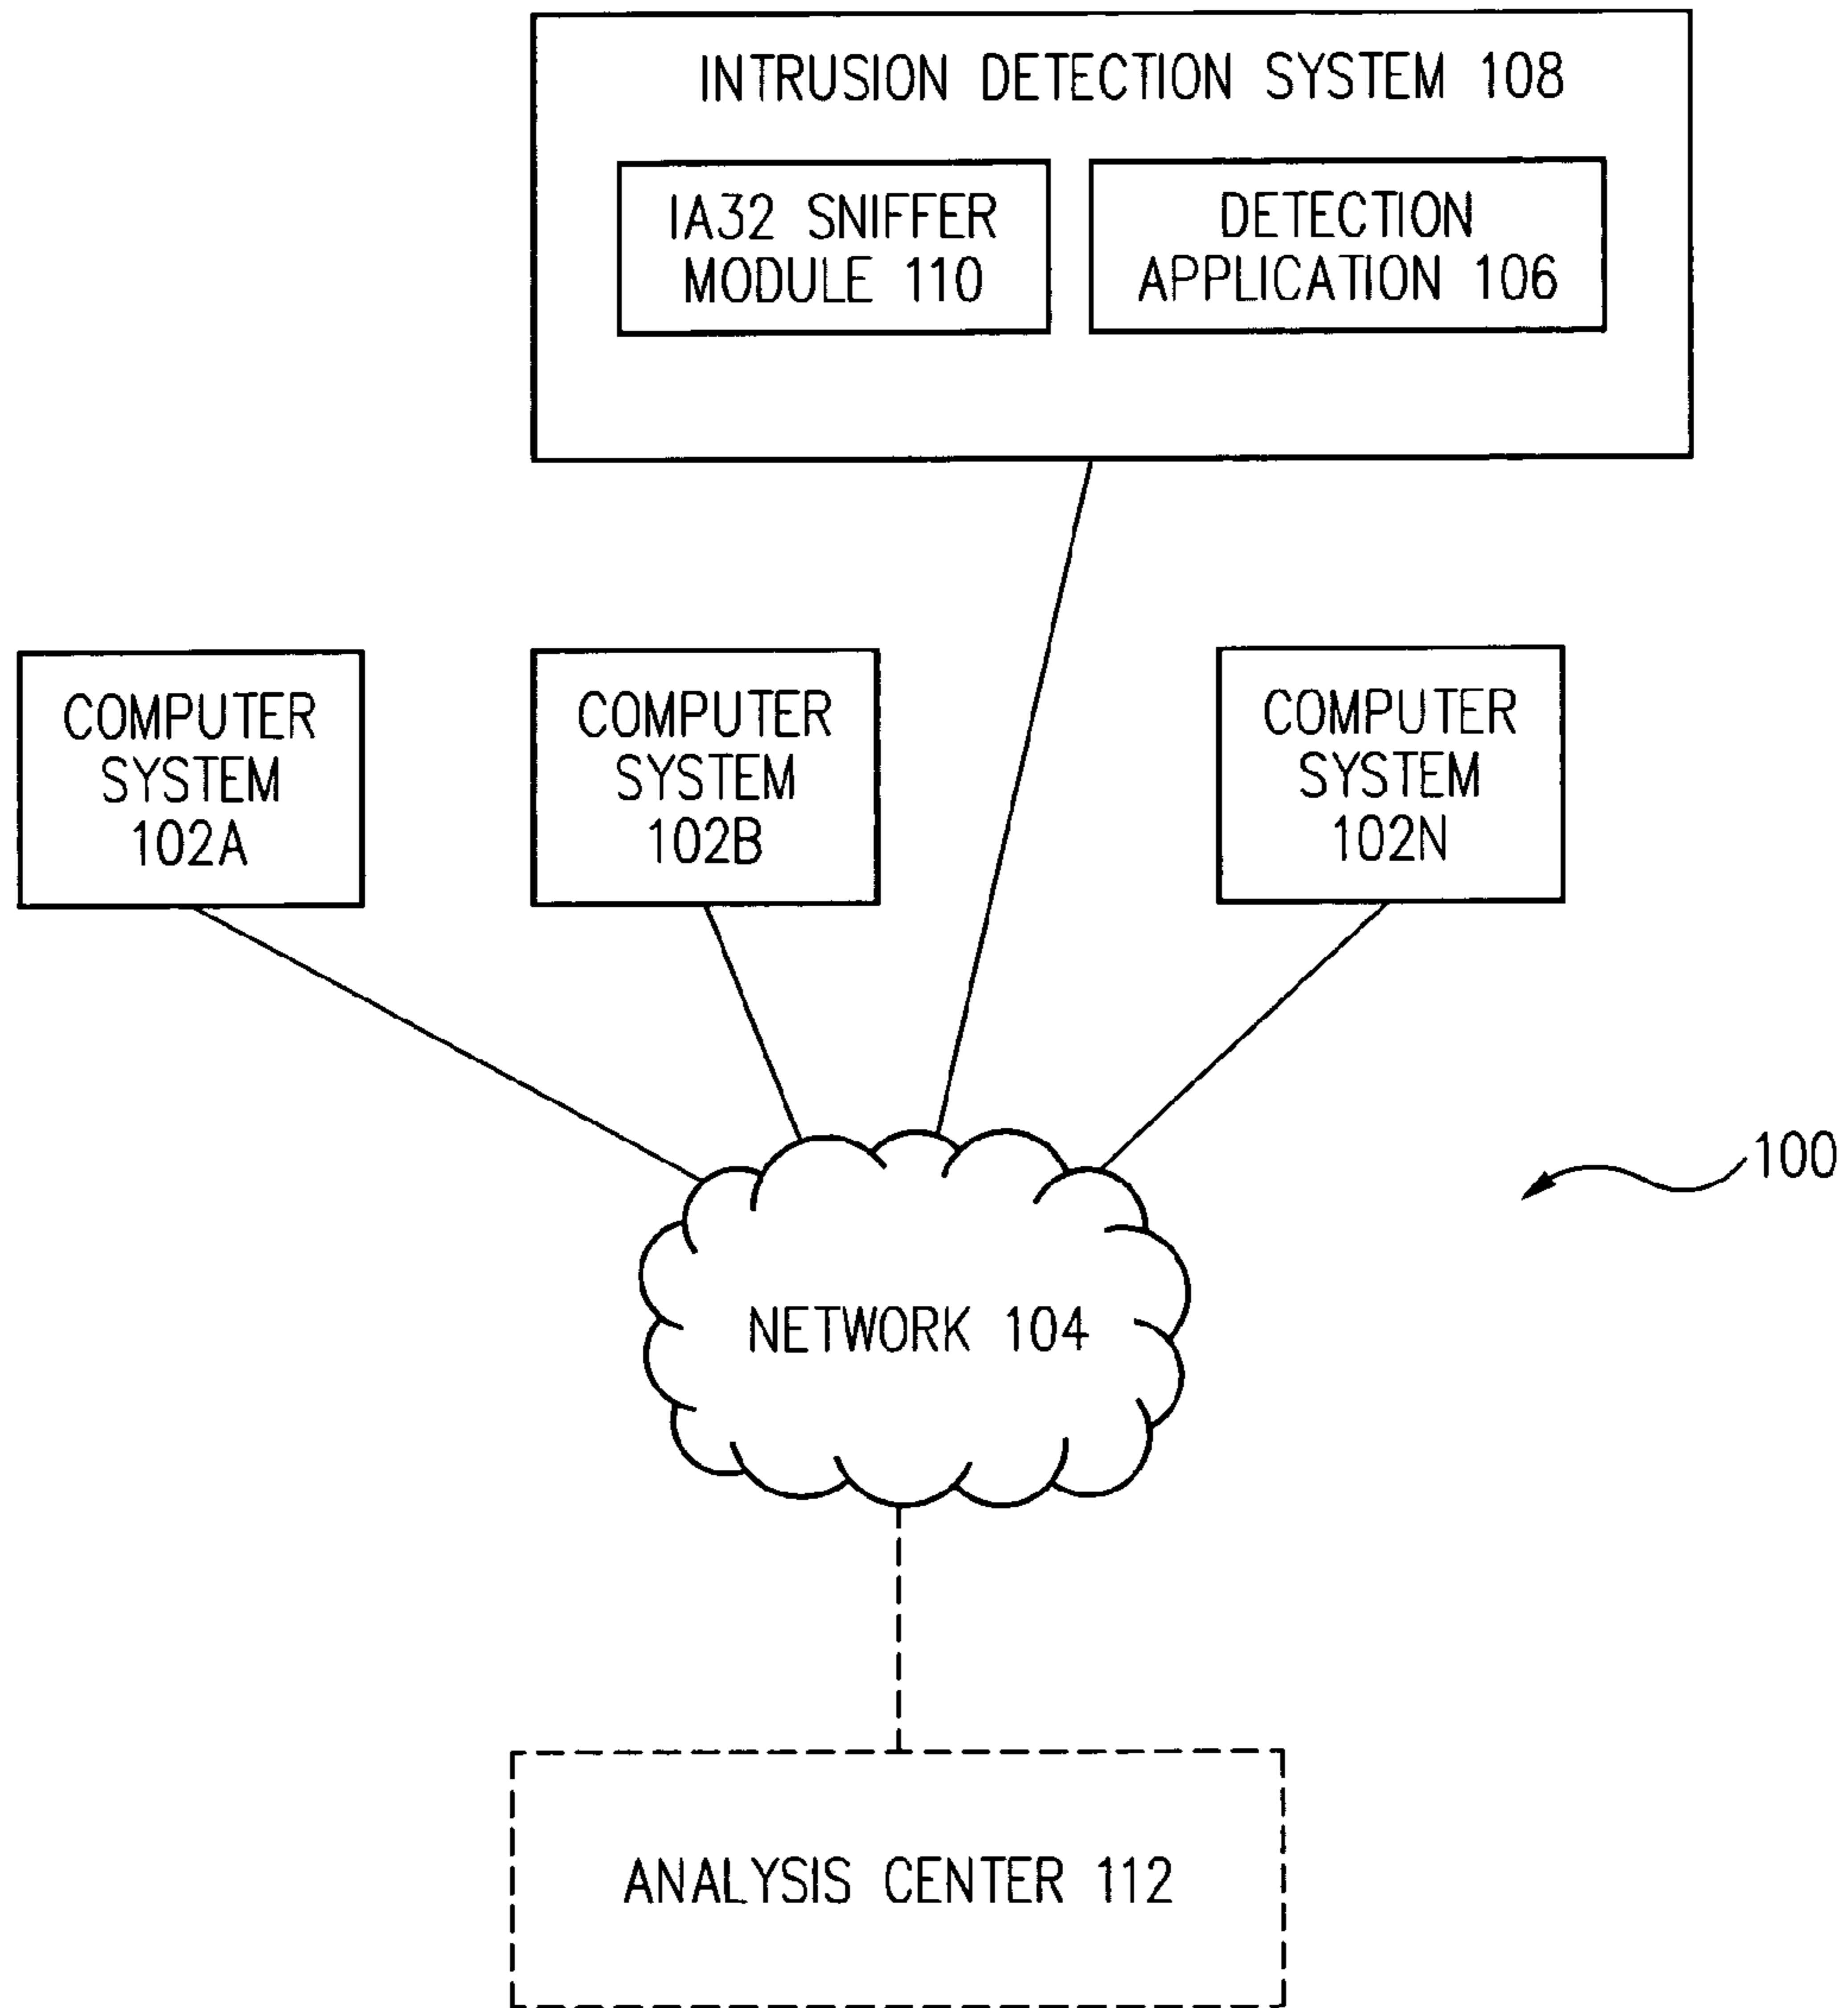 INTRUSION DETECTION SYSTEM 108
IA32 SNIFFER
MODULE 110
DETECTION
APPLICATION 106
COMPUTER
SYSTEM
102A
COMPUTER
SYSTEM
102B
COMPUTER
SYSTEM
102N
100
NETWORK 104
ANALYSIS CENTER 112